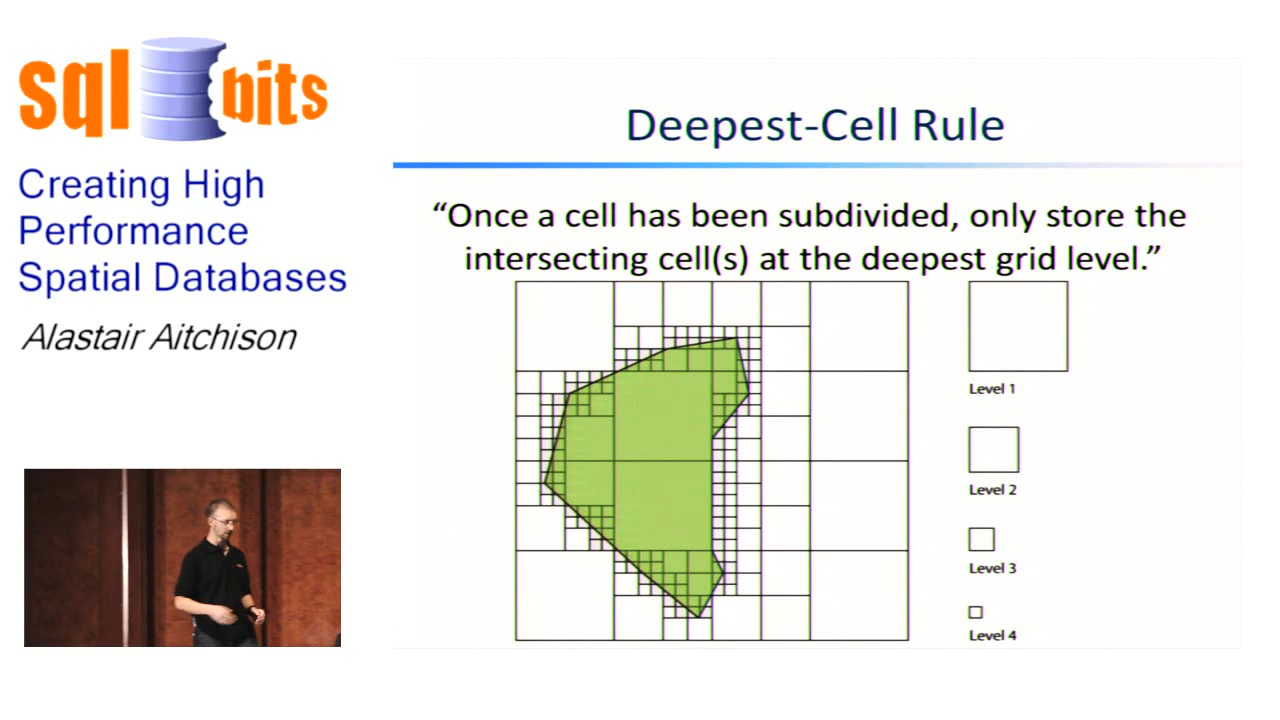 sql bits
Creating High
Performance
Spatial Databases
Alastair Aitchison
Deepest-Cell Rule
“Once a cell has been subdivided, only store the
intersecting cell(s) at the deepest grid level.”
Level 1
Level 2
Level 3
Level 4